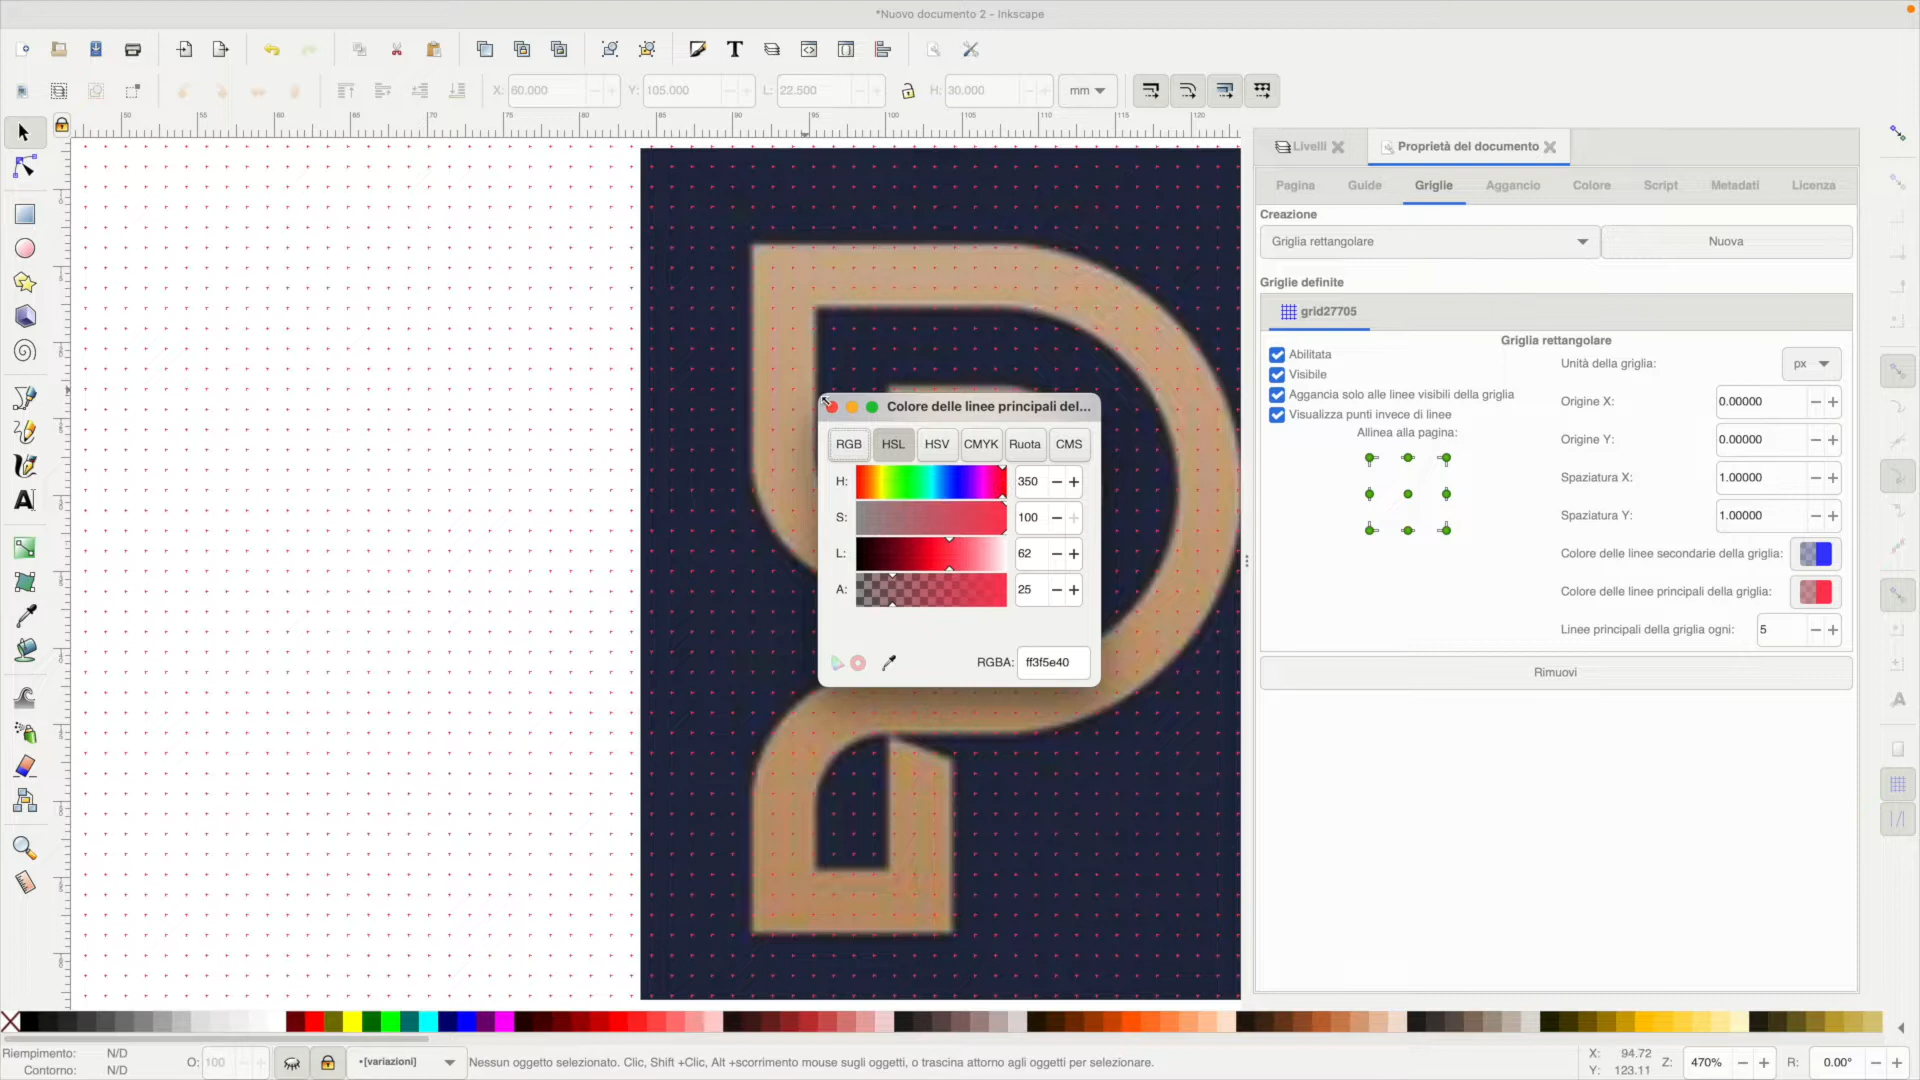 *Nuovo documento 2 - Inkscape
X: 60.000
Y: 105.000
L: 22.500
H: 30.000
mm
Livelli
Proprietà del documento
Pagina
Guide
Griglie
Aggancio
Colore
Script
Metadati
Licenza
Creazione
Griglia rettangolare
Nuova
Griglie definite
grid27705
Griglia rettangolare
Abilitata
Visibile
Aggancia solo alle linee visibili della griglia
Visualizza punti invece di linee
Allinea alla pagina:
Unità della griglia: px
Origine X: 0.00000
Origine Y: 0.00000
Spaziatura X: 1.00000
Spaziatura Y: 1.00000
Colore delle linee secondarie della griglia:
Colore delle linee principali della griglia:
Linee principali della griglia ogni: 5
Rimuovi
Colore delle linee principali del...
RGB
HSL
HSV
CMYK
Ruota
CMS
H: 350
S: 100
L: 62
A: 25
RGBA: ff3f5e40
Riempimento: N/D
Contorno: N/D
O: 100
•[variazioni]
Nessun oggetto selezionato. Clic, Shift +Clic, Alt +scorrimento mouse sugli oggetti, o trascina attorno agli oggetti per selezionare.
X: 94.72
Y: 123.11
Z: 470%
R: 0.00°